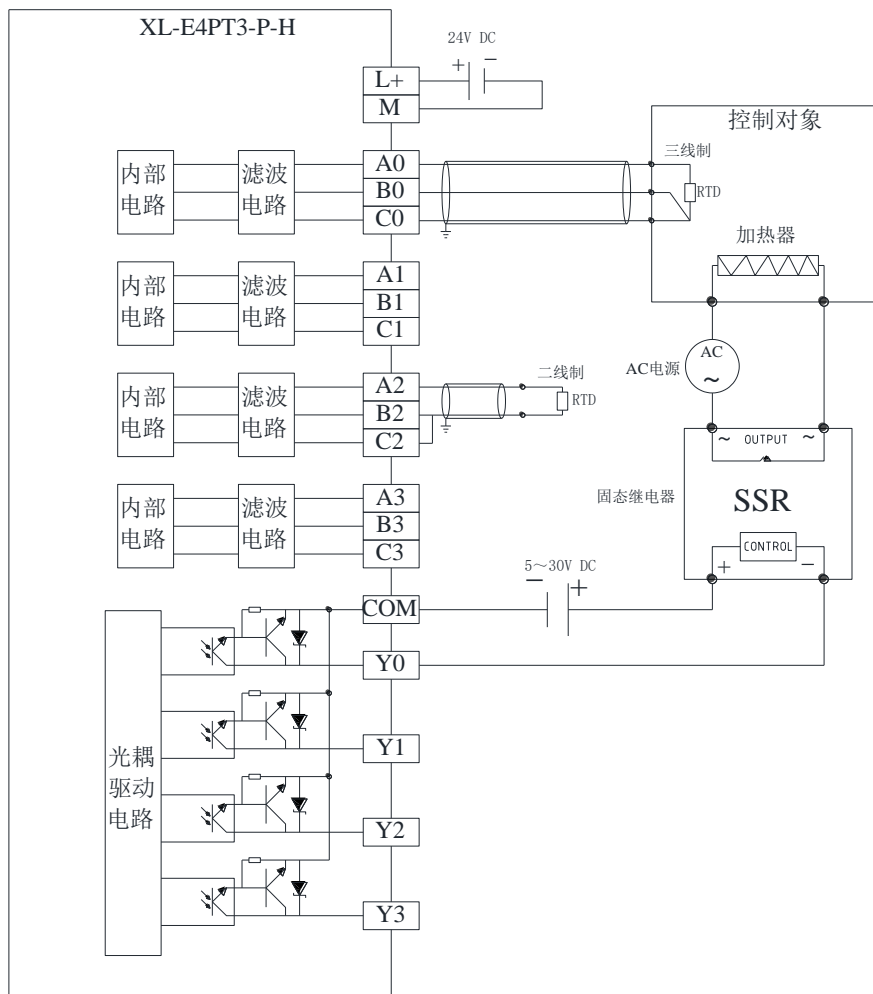 XL-E4PT3-P-H
24V DC
+ −
L+
M
控制对象
三线制
内部
电路
滤波
电路
A0
B0
C0
RTD
加热器
内部
电路
滤波
电路
A1
B1
C1
AC
~
AC电源
内部
电路
滤波
电路
A2
B2
C2
二线制
RTD
~ OUTPUT ~
固态继电器
SSR
内部
电路
滤波
电路
A3
B3
C3
CONTROL
+ −
5～30V DC
− +
COM
Y0
Y1
光耦
驱动
电路
Y2
Y3